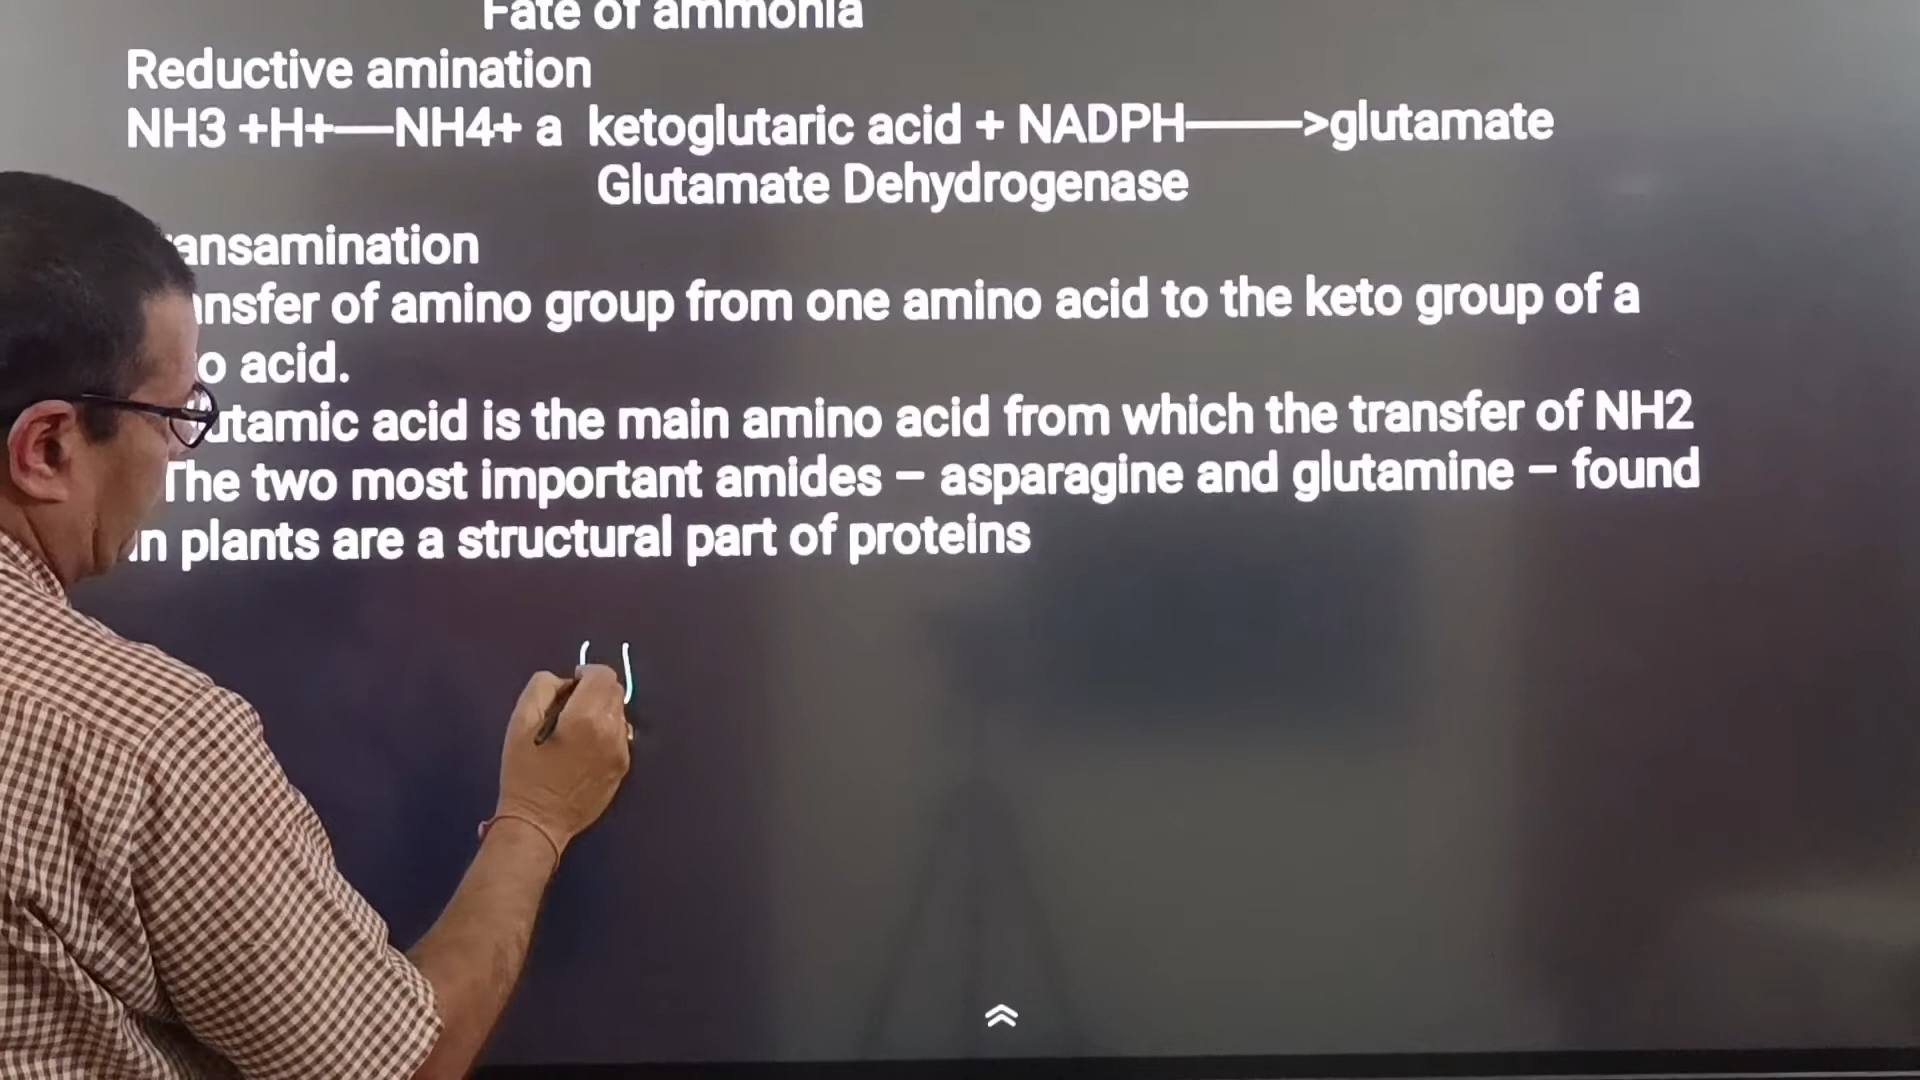 Fate of ammonia
Reductive amination
NH3 +H+—NH4+ a ketoglutaric acid + NADPH——>glutamate
Glutamate Dehydrogenase
ansamination
ansfer of amino group from one amino acid to the keto group of a
o acid.
utamic acid is the main amino acid from which the transfer of NH2
The two most important amides – asparagine and glutamine – found
in plants are a structural part of proteins